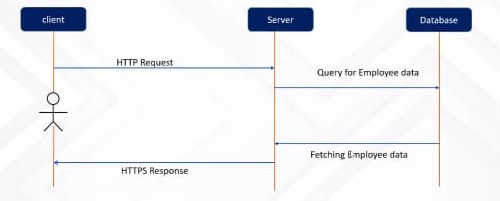 client
Server
Database
HTTP Request
Query for Employee data
Fetching Employee data
HTTPS Response